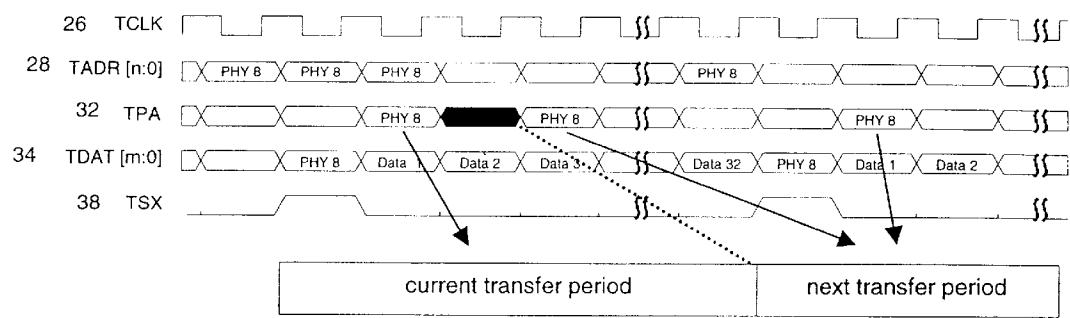 26 TCLK
28 TADR [n:0] PHY 8 PHY 8 PHY 8 PHY 8
32 TPA PHY 8 PHY 8 PHY 8
34 TDAT [m:0] PHY 8 Data 1 Data 2 Data 3 Data 32 PHY 8 Data 1 Data 2
38 TSX
current transfer period next transfer period